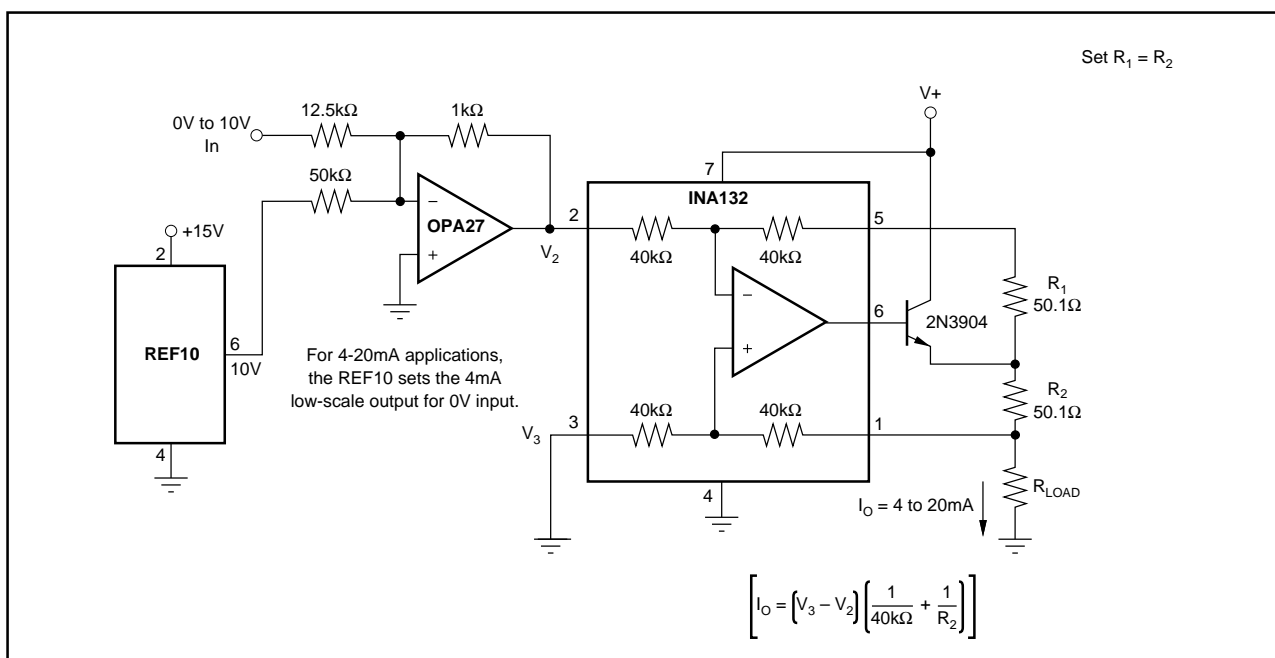 Set R1 = R2
V+
12.5kΩ
1kΩ
0V to 10V
In
50kΩ
7
INA132
–
OPA27
+
2
5
+15V
V2
40kΩ
40kΩ
2
R1
50.1Ω
–
6
2N3904
REF10
6
10V
For 4-20mA applications,
the REF10 sets the 4mA
low-scale output for 0V input.
+
R2
50.1Ω
40kΩ
40kΩ
3
1
V3
4
4
RLOAD
IO = 4 to 20mA
[IO = (V3 – V2) (1/40kΩ + 1/R2)]